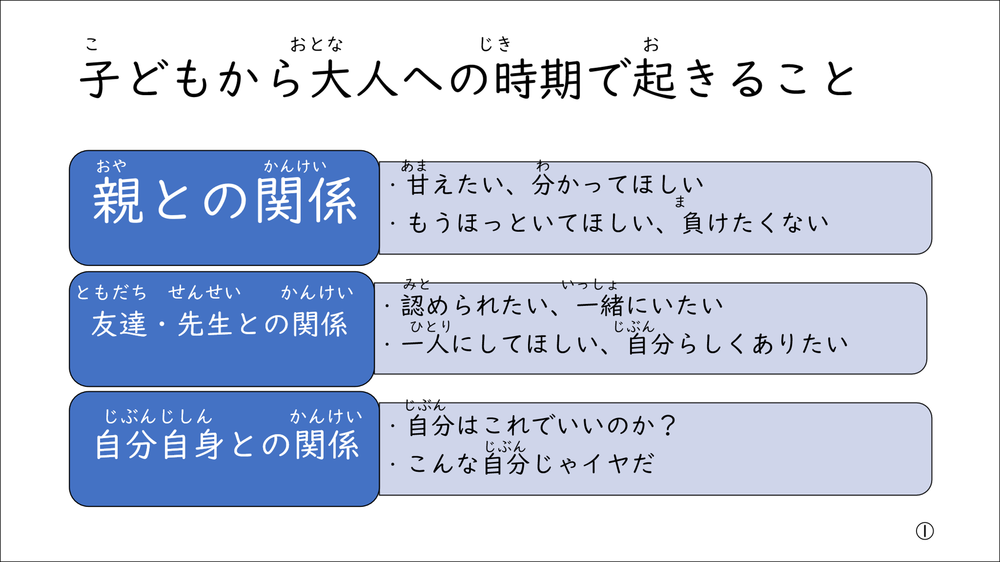 こ おとな じき お
子どもから大人への時期で起きること
おや かんけい
親との関係
あま わ
・甘えたい、分かってほしい
ま
・もうほっといてほしい、負けたくない
ともだち せんせい かんけい
友達・先生との関係
みと いっしょ
・認められたい、一緒にいたい
ひとり じぶん
・一人にしてほしい、自分らしくありたい
じぶんじしん かんけい
自分自身との関係
じぶん
・自分はこれでいいのか？
じぶん
・こんな自分じゃイヤだ
①